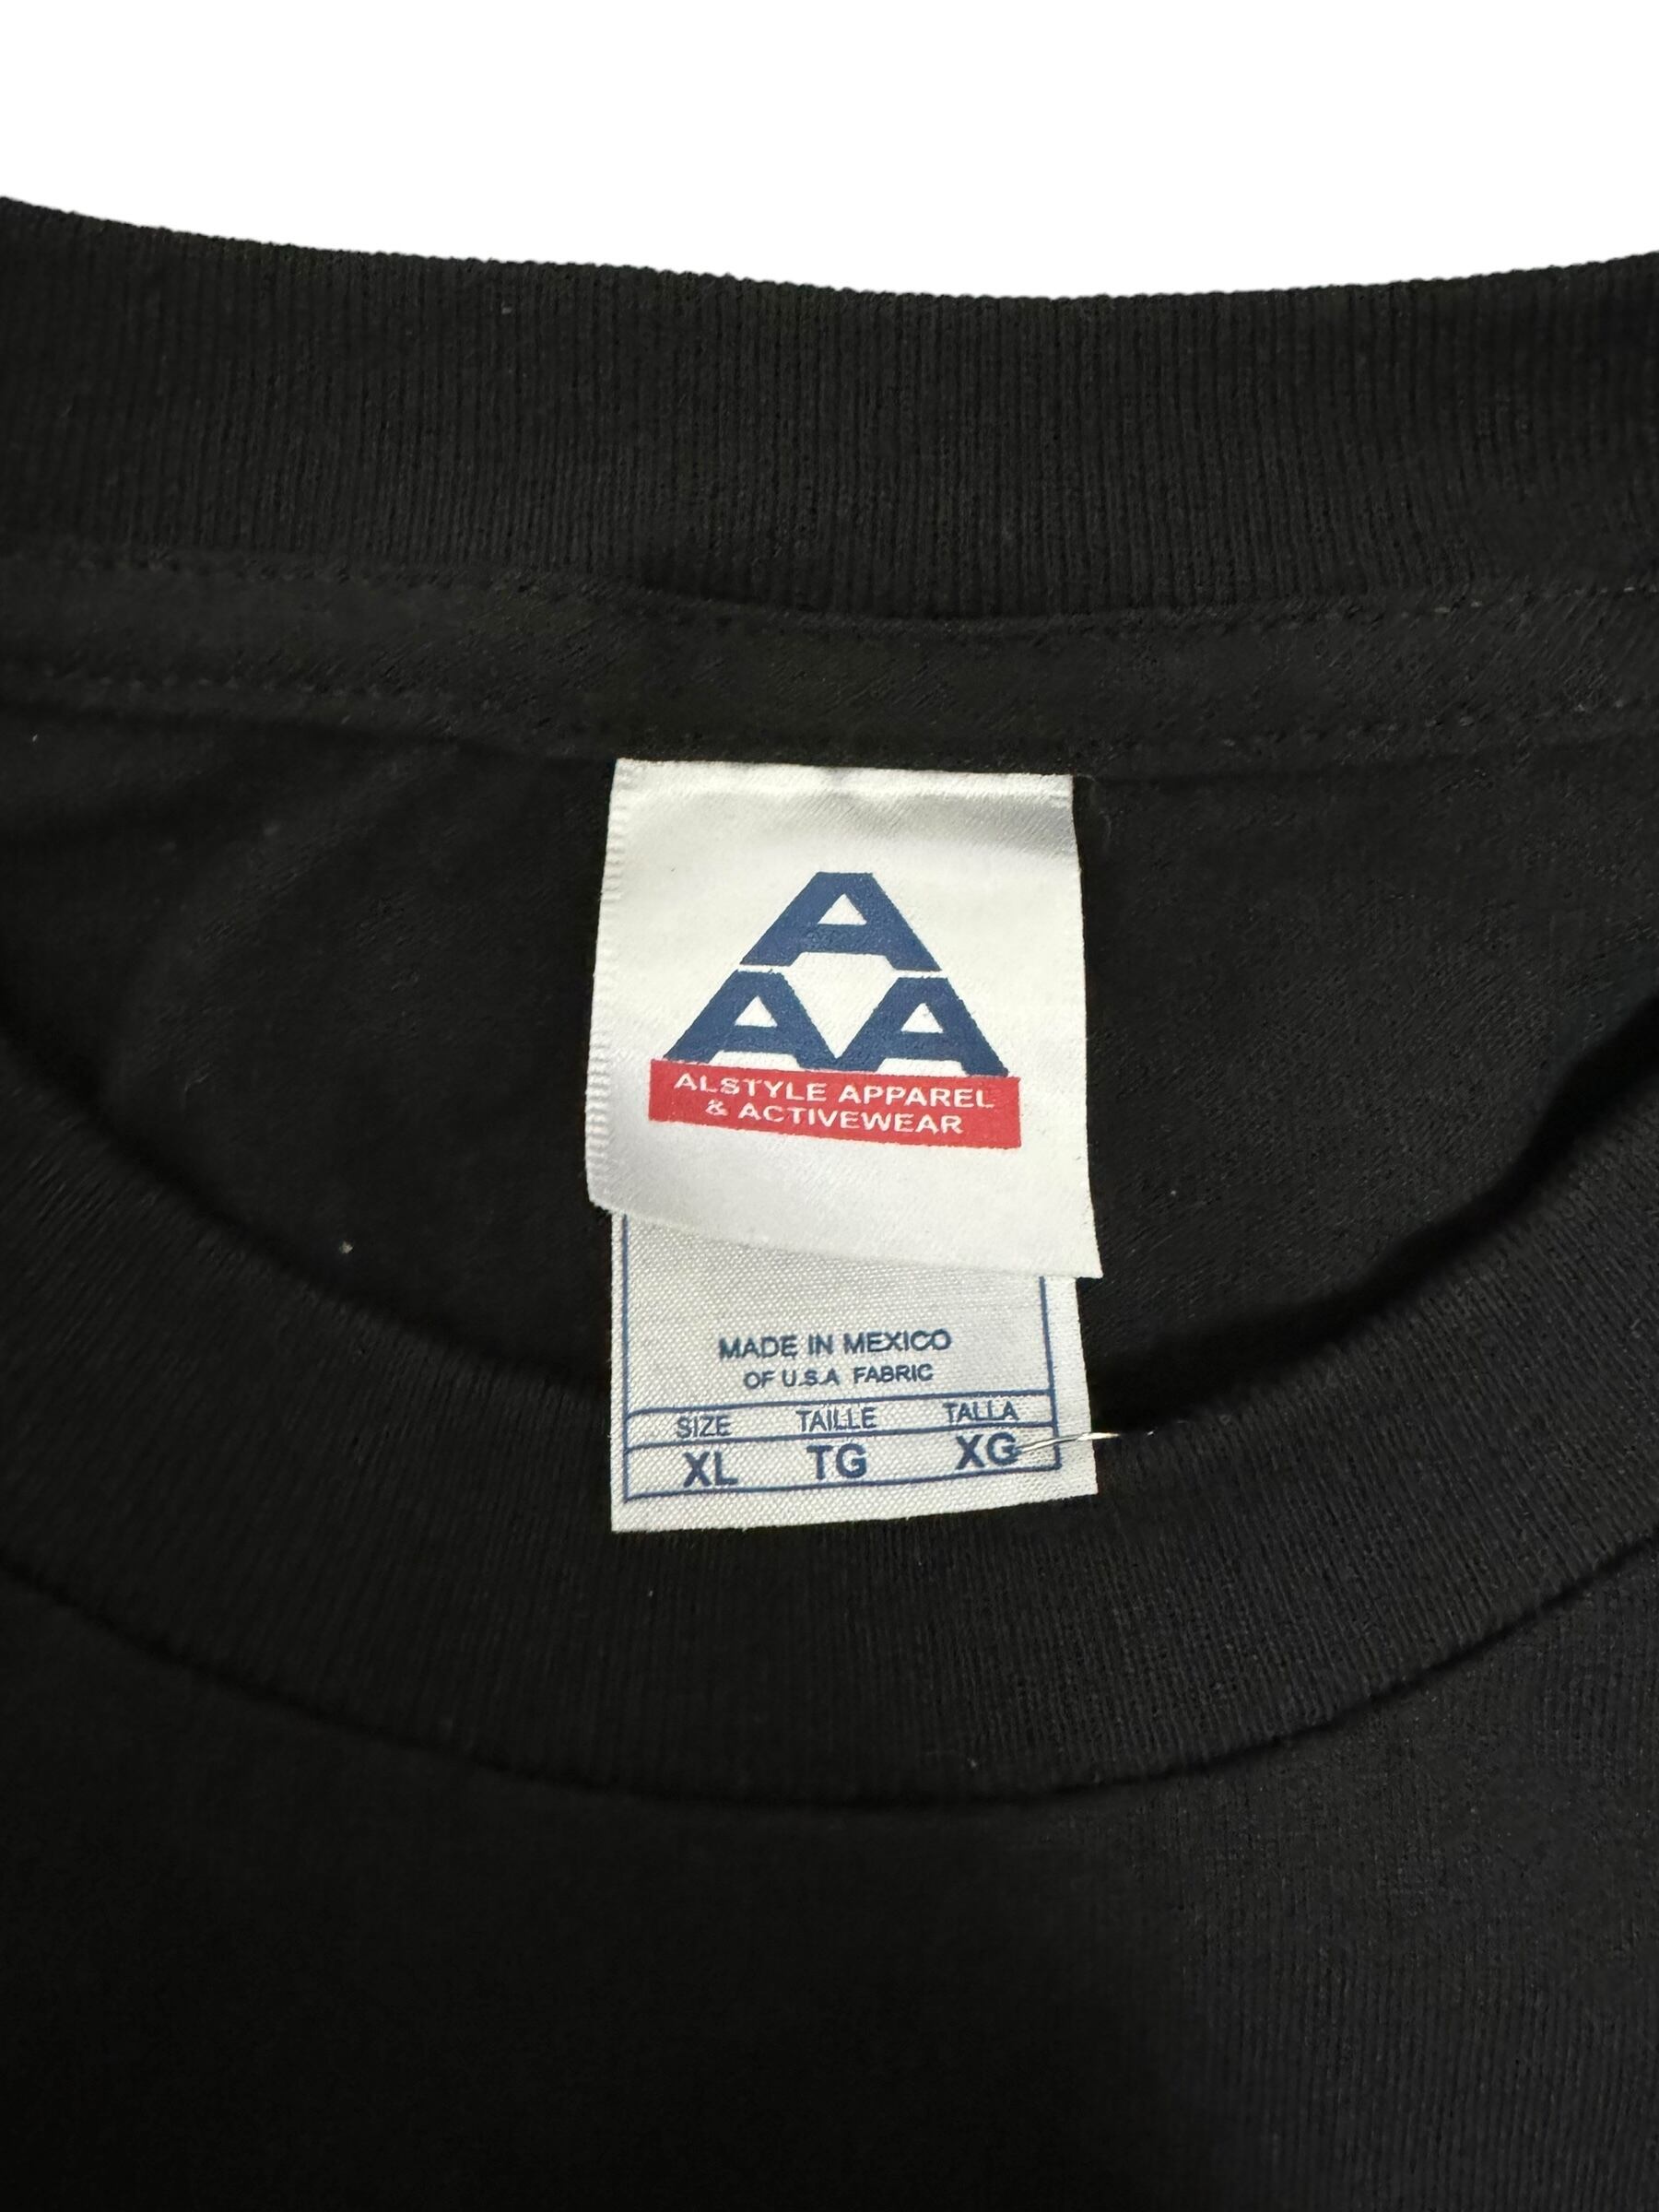 A
A A
ALSTYLE APPAREL
& ACTIVEWEAR
MADE IN MEXICO
OF U.S.A FABRIC
SIZE TAILLE TALLA
XL TG XG